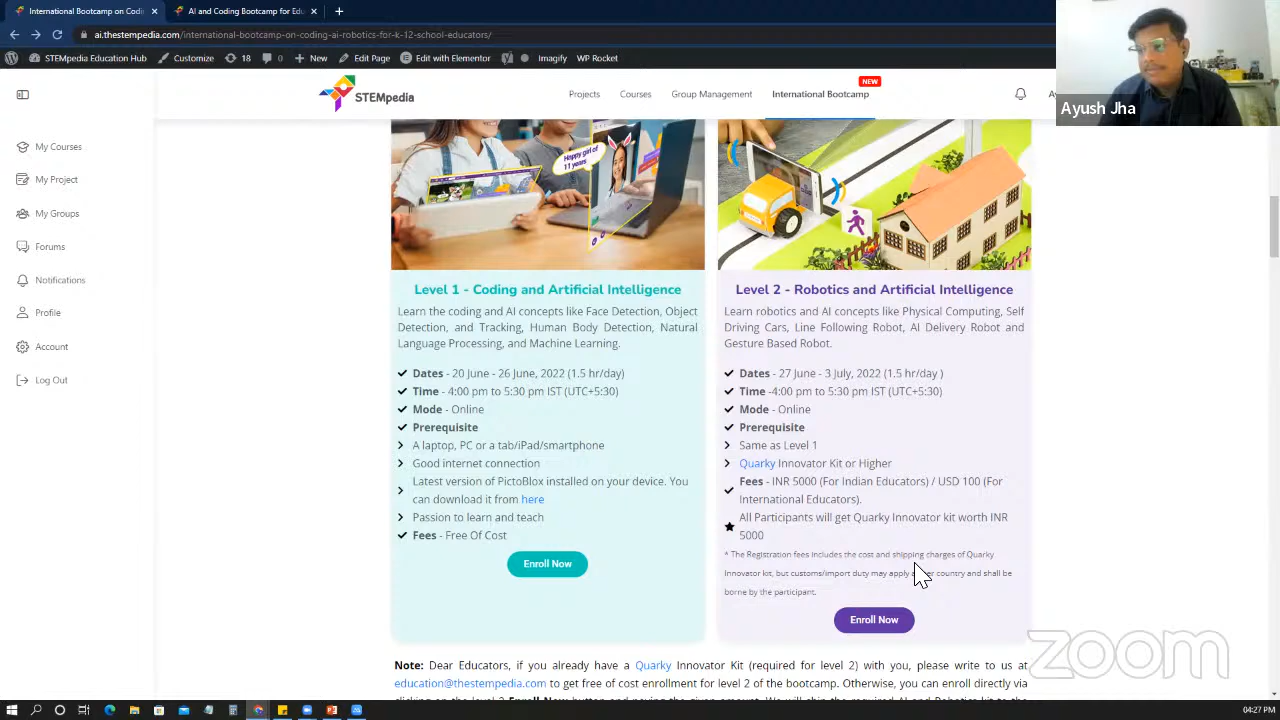 International Bootcamp on Codi
AI and Coding Bootcamp for Edu
ai.thestempedia.com/international-bootcamp-on-coding-ai-robotics-for-k-12-school-educators/
STEMpedia Education Hub
Customize
18
0
New
Edit Page
Edit with Elementor
Imagify
WP Rocket
Ayush Jha
STEMpedia
Projects
Courses
Group Management
International Bootcamp
NEW
My Courses
My Project
My Groups
Forums
Notifications
Profile
Account
Log Out
Happy girl of
11 years
Level 1 - Coding and Artificial Intelligence
Learn the coding and AI concepts like Face Detection, Object
Detection, and Tracking, Human Body Detection, Natural
Language Processing, and Machine Learning.
Dates - 20 June - 26 June, 2022 (1.5 hr/day)
Time - 4:00 pm to 5:30 pm IST (UTC+5:30)
Mode - Online
Prerequisite
A laptop, PC or a tab/iPad/smartphone
Good internet connection
Latest version of PictoBlox installed on your device. You
can download it from here
Passion to learn and teach
Fees - Free Of Cost
Enroll Now
Level 2 - Robotics and Artificial Intelligence
Learn robotics and AI concepts like Physical Computing, Self
Driving Cars, Line Following Robot, AI Delivery Robot and
Gesture Based Robot.
Dates - 27 June - 3 July, 2022 (1.5 hr/day )
Time -4:00 pm to 5:30 pm IST (UTC+5:30)
Mode - Online
Prerequisite
Same as Level 1
Quarky Innovator Kit or Higher
Fees - INR 5000 (For Indian Educators) / USD 100 (For
International Educators).
All Participants will get Quarky Innovator kit worth INR
5000
* The Registration fees includes the cost and shipping charges of Quarky
Innovator kit, but customs/import duty may apply country and shall be
borne by the participant.
Enroll Now
Note: Dear Educators, if you already have a Quarky Innovator Kit (required for level 2) with you, please write to us at
education@thestempedia.com to get free of cost enrollment for level 2 of the bootcamp. Otherwise, you can enroll directly via
zoom
04:27 PM